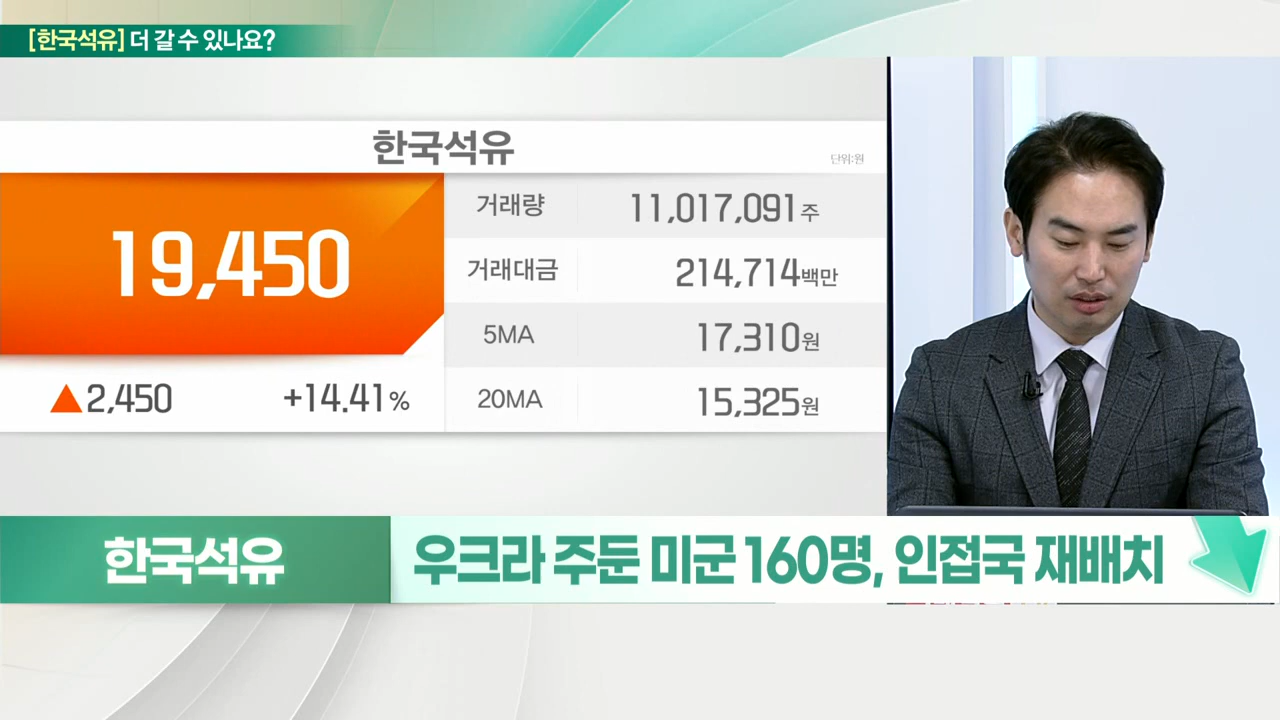 [한국석유] 더 갈 수 있나요?
한국석유
단위:원
19,450
▲2,450 +14.41%
거래량 11,017,091주
거래대금 214,714백만
5MA 17,310원
20MA 15,325원
한국석유
우크라 주둔 미군 160명, 인접국 재배치